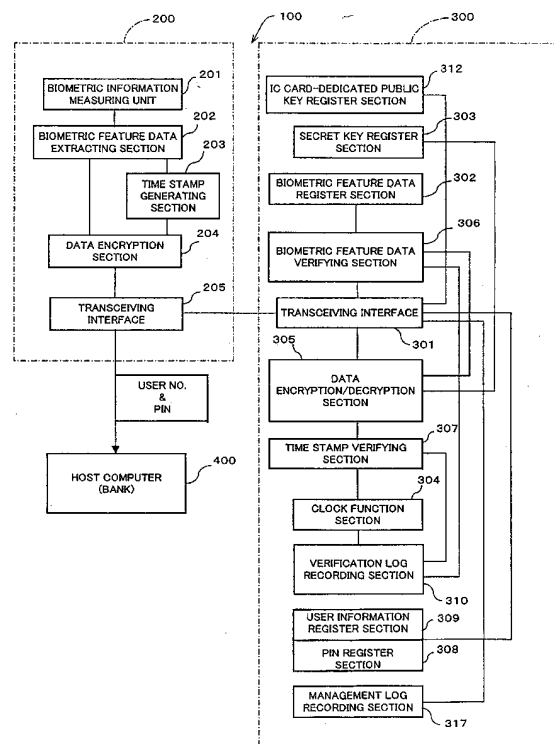 200
100
300
201
BIOMETRIC INFORMATION
MEASURING UNIT
202
BIOMETRIC FEATURE DATA
EXTRACTING SECTION
203
TIME STAMP
GENERATING
SECTION
204
DATA ENCRYPTION
SECTION
205
TRANSCEIVING
INTERFACE
USER NO.
&
PIN
400
HOST COMPUTER
(BANK)
312
IC CARD-DEDICATED PUBLIC
KEY REGISTER SECTION
303
SECRET KEY REGISTER
SECTION
302
BIOMETRIC FEATURE DATA
REGISTER SECTION
306
BIOMETRIC FEATURE DATA
VERIFYING SECTION
TRANSCEIVING INTERFACE
301
305
DATA
ENCRYPTION/DECRYPTION
SECTION
307
TIME STAMP VERIFYING
SECTION
304
CLOCK FUNCTION
SECTION
VERIFICATION LOG
RECORDING SECTION
310
309
USER INFORMATION
REGISTER SECTION
PIN REGISTER
SECTION
308
MANAGEMENT LOG
RECORDING SECTION
317